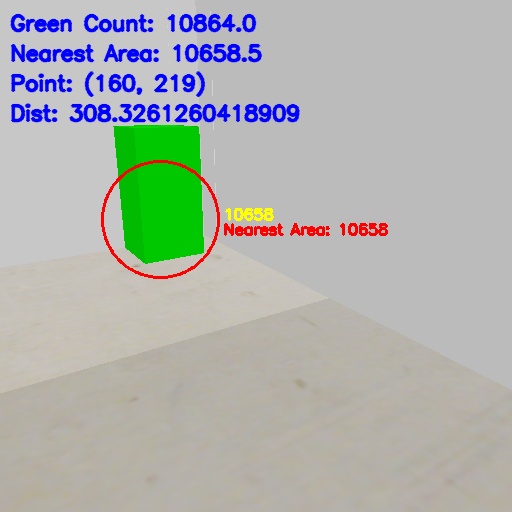 Green Count: 10864.0
Nearest Area: 10658.5
Point: (160, 219)
Dist: 308.3261260418909
10658
Nearest Area: 10658